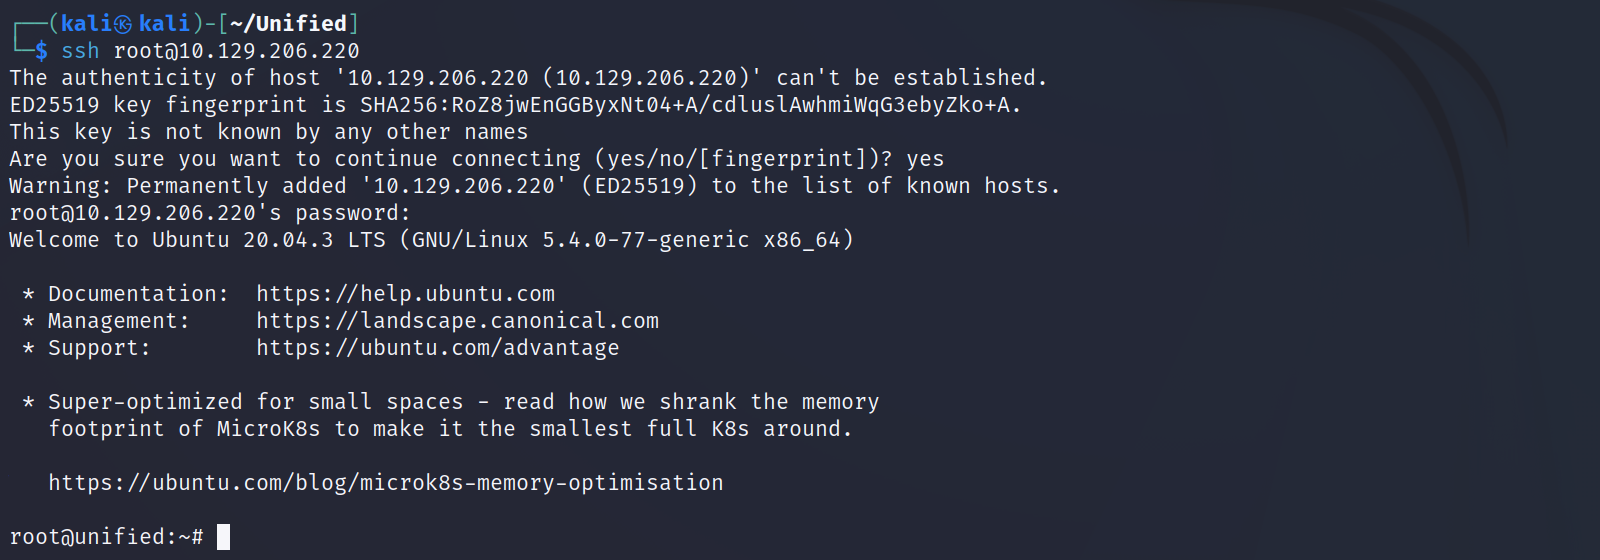 ┌──(kali㉿kali)-[~/Unified]
└─$ ssh root@10.129.206.220
The authenticity of host '10.129.206.220 (10.129.206.220)' can't be established.
ED25519 key fingerprint is SHA256:RoZ8jwEnGGByxNt04+A/cdluslAwhmiWqG3ebyZko+A.
This key is not known by any other names
Are you sure you want to continue connecting (yes/no/[fingerprint])? yes
Warning: Permanently added '10.129.206.220' (ED25519) to the list of known hosts.
root@10.129.206.220's password:
Welcome to Ubuntu 20.04.3 LTS (GNU/Linux 5.4.0-77-generic x86_64)
* Documentation:  https://help.ubuntu.com
* Management:     https://landscape.canonical.com
* Support:        https://ubuntu.com/advantage
* Super-optimized for small spaces - read how we shrank the memory
footprint of MicroK8s to make it the smallest full K8s around.
https://ubuntu.com/blog/microk8s-memory-optimisation
root@unified:~#